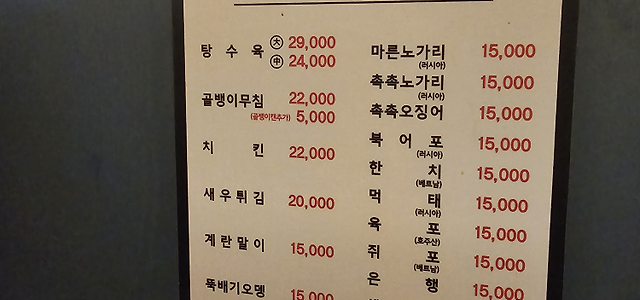 탕 수 육 大 29,000
中 24,000
골뱅이무침 22,000
(골뱅이캔추가) 5,000
치 킨 22,000
새우튀김 20,000
계란말이 15,000
뚝배기오뎅 15,000
마른노가리 15,000
(러시아)
촉촉노가리 15,000
(러시아)
촉촉오징어 15,000
북 어 포 15,000
(러시아)
한 치 15,000
(베트남)
먹 태 15,000
(러시아)
육 포 15,000
(호주산)
쥐 포 15,000
(베트남)
은 행 15,000